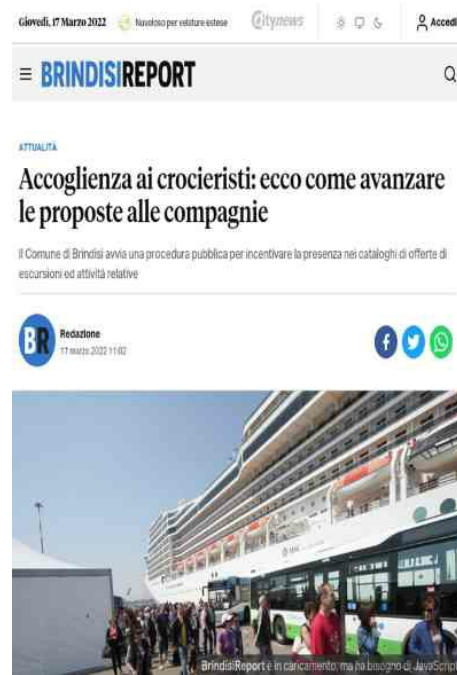 Giovedì, 17 Marzo 2022 Nuvoloso per velature estese Citynews Accedi
BRINDISIREPORT
ATTUALITÀ
Accoglienza ai crocieristi: ecco come avanzare
le proposte alle compagnie
Il Comune di Brindisi avvia una procedura pubblica per incentivare la presenza nei cataloghi di offerte di
escursioni ed attività relative
BR Redazione
17 marzo 2022 11:02
BrindisiReport è in caricamento, ma ha bisogno di JavaScript